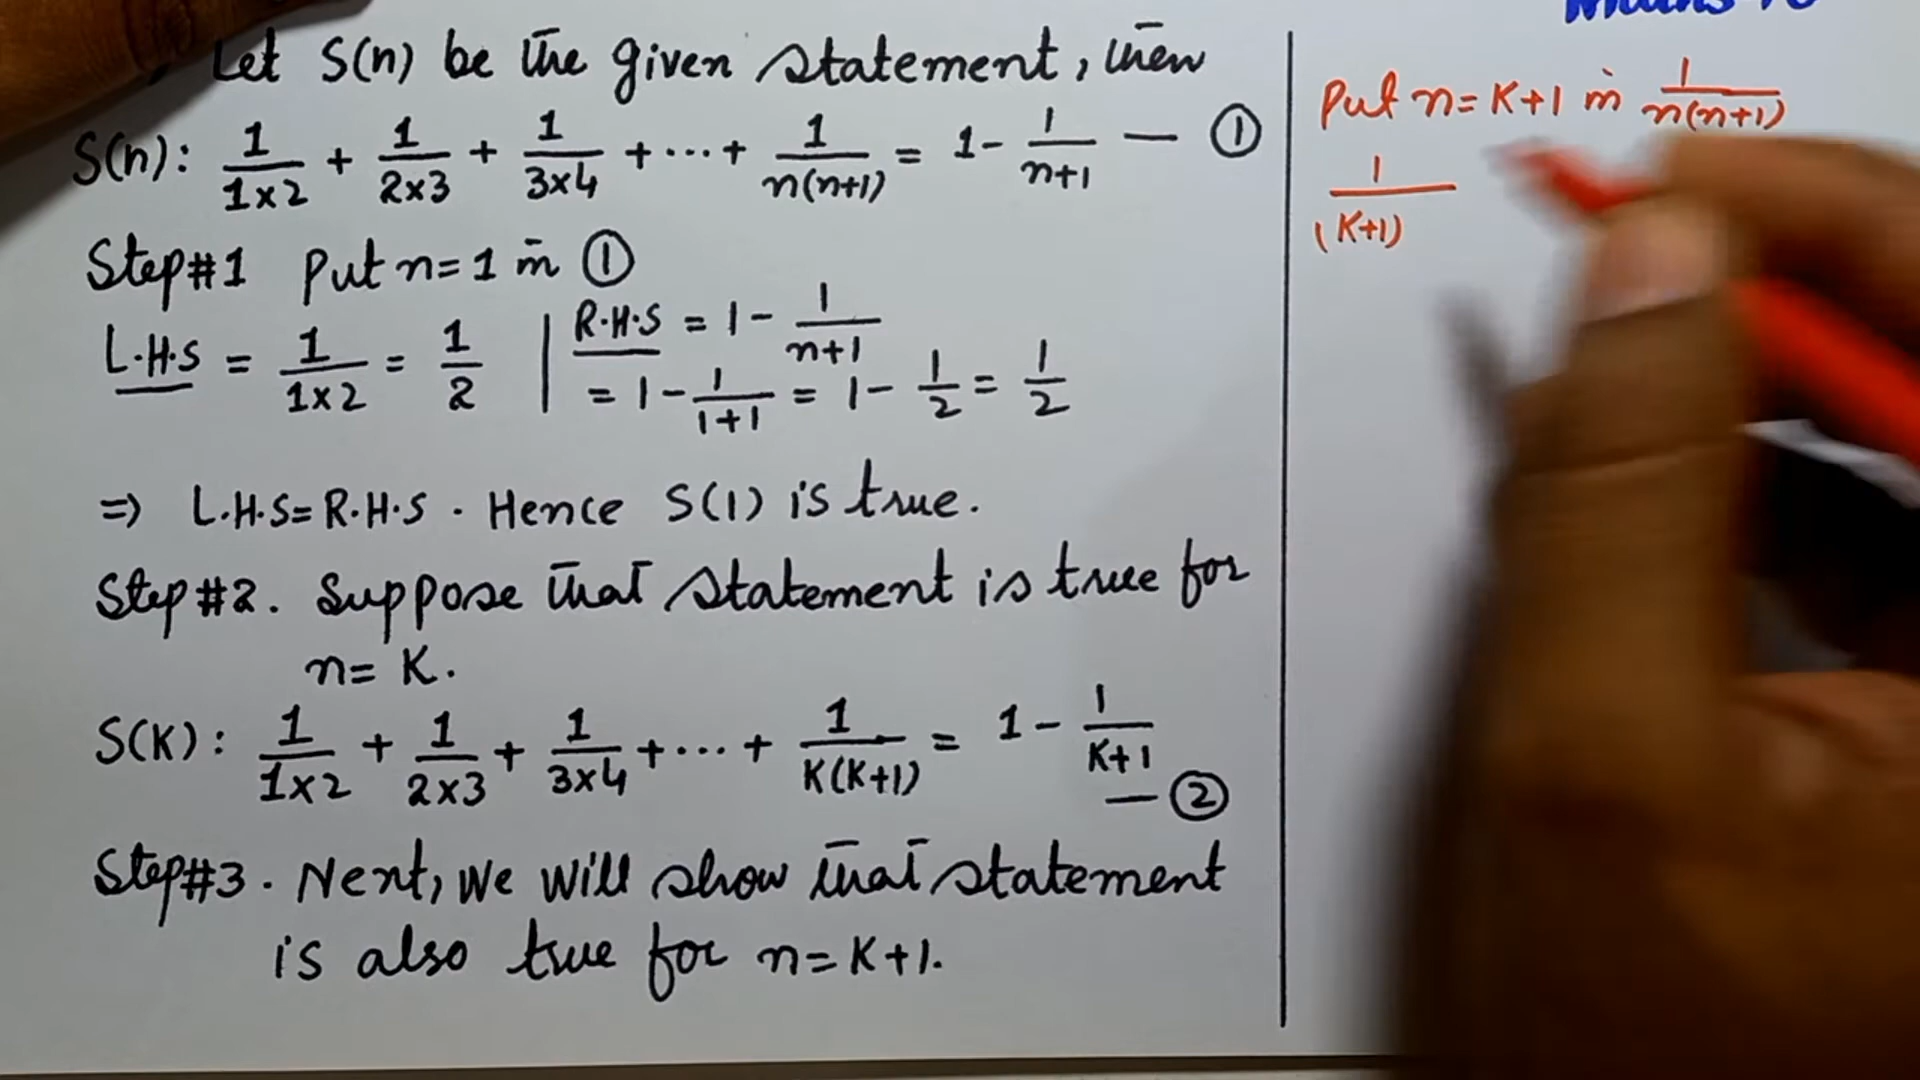 Let S(n) be the given statement, then
S(n): 1/(1×2) + 1/(2×3) + 1/(3×4) + ... + 1/(n(n+1)) = 1 - 1/(n+1) — ①
Step#1 Put n=1 in ①
L.H.S = 1/(1×2) = 1/2 | R.H.S = 1 - 1/(n+1)
= 1 - 1/(1+1) = 1 - 1/2 = 1/2
⇒ L.H.S=R.H.S. Hence S(1) is true.
Step#2. Suppose that statement is true for
n= K.
S(K): 1/(1×2) + 1/(2×3) + 1/(3×4) + ... + 1/(K(K+1)) = 1 - 1/(K+1)
— ②
Step#3. Next, We will show that statement
is also true for n=K+1.
Put n=K+1 in 1/(n(n+1))
1/((K+1)